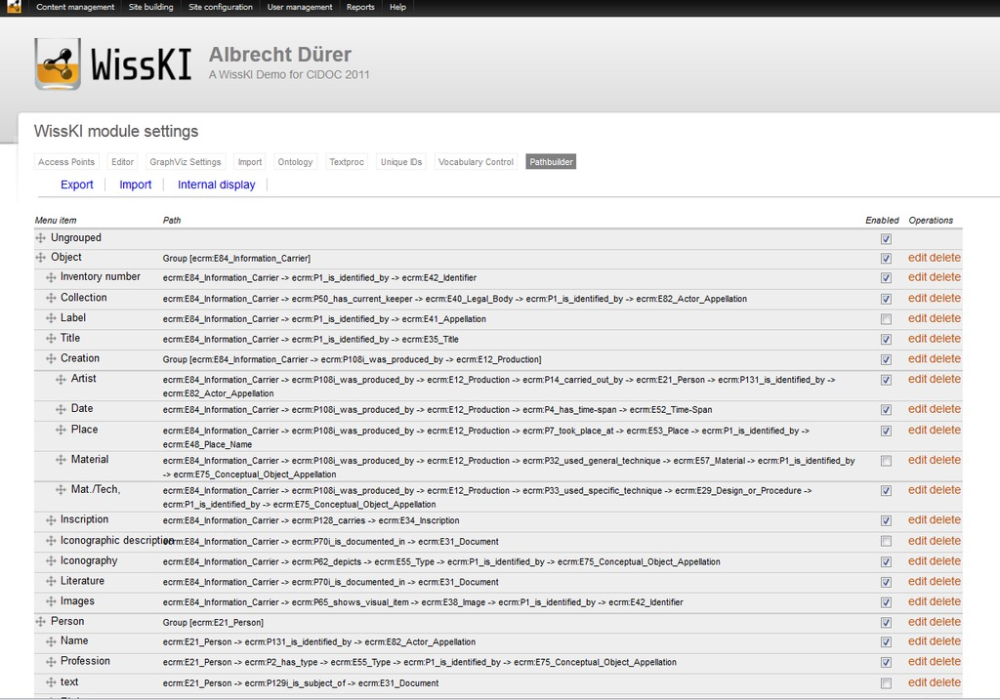 Content management Site building Site configuration User management Reports Help
WissKI Albrecht Dürer
A WissKI Demo for CIDOC 2011
WissKI module settings
Access Points Editor GraphViz Settings Import Ontology Textproc Unique IDs Vocabulary Control Pathbuilder
Export Import Internal display
Menu item Path Enabled Operations
Ungrouped
Object Group [ecrm:E84_Information_Carrier] edit delete
Inventory number ecrm:E84_Information_Carrier -> ecrm:P1_is_identified_by -> ecrm:E42_Identifier edit delete
Collection ecrm:E84_Information_Carrier -> ecrm:P50_has_current_keeper -> ecrm:E40_Legal_Body -> ecrm:P1_is_identified_by -> ecrm:E82_Actor_Appellation edit delete
Label ecrm:E84_Information_Carrier -> ecrm:P1_is_identified_by -> ecrm:E41_Appellation edit delete
Title ecrm:E84_Information_Carrier -> ecrm:P1_is_identified_by -> ecrm:E35_Title edit delete
Creation Group [ecrm:E84_Information_Carrier -> ecrm:P108i_was_produced_by -> ecrm:E12_Production] edit delete
Artist ecrm:E84_Information_Carrier -> ecrm:P108i_was_produced_by -> ecrm:E12_Production -> ecrm:P14_carried_out_by -> ecrm:E21_Person -> ecrm:P131_is_identified_by -> edit delete
ecrm:E82_Actor_Appellation
Date ecrm:E84_Information_Carrier -> ecrm:P108i_was_produced_by -> ecrm:E12_Production -> ecrm:P4_has_time-span -> ecrm:E52_Time-Span edit delete
Place ecrm:E84_Information_Carrier -> ecrm:P108i_was_produced_by -> ecrm:E12_Production -> ecrm:P7_took_place_at -> ecrm:E53_Place -> ecrm:P1_is_identified_by -> edit delete
ecrm:E48_Place_Name
Material ecrm:E84_Information_Carrier -> ecrm:P108i_was_produced_by -> ecrm:E12_Production -> ecrm:P32_used_general_technique -> ecrm:E57_Material -> ecrm:P1_is_identified_by edit delete
-> ecrm:E75_Conceptual_Object_Appellation
Mat./Tech, ecrm:E84_Information_Carrier -> ecrm:P108i_was_produced_by -> ecrm:E12_Production -> ecrm:P33_used_specific_technique -> ecrm:E29_Design_or_Procedure -> edit delete
ecrm:P1_is_identified_by -> ecrm:E75_Conceptual_Object_Appellation
Inscription ecrm:E84_Information_Carrier -> ecrm:P128_carries -> ecrm:E34_Inscription edit delete
Iconographic description ecrm:E84_Information_Carrier -> ecrm:P70i_is_documented_in -> ecrm:E31_Document edit delete
Iconography ecrm:E84_Information_Carrier -> ecrm:P62_depicts -> ecrm:E55_Type -> ecrm:P1_is_identified_by -> ecrm:E75_Conceptual_Object_Appellation edit delete
Literature ecrm:E84_Information_Carrier -> ecrm:P70i_is_documented_in -> ecrm:E31_Document edit delete
Images ecrm:E84_Information_Carrier -> ecrm:P65_shows_visual_item -> ecrm:E38_Image -> ecrm:P1_is_identified_by -> ecrm:E42_Identifier edit delete
Person Group [ecrm:E21_Person] edit delete
Name ecrm:E21_Person -> ecrm:P131_is_identified_by -> ecrm:E82_Actor_Appellation edit delete
Profession ecrm:E21_Person -> ecrm:P2_has_type -> ecrm:E55_Type -> ecrm:P1_is_identified_by -> ecrm:E75_Conceptual_Object_Appellation edit delete
text ecrm:E21_Person -> ecrm:P129i_is_subject_of -> ecrm:E31_Document edit delete